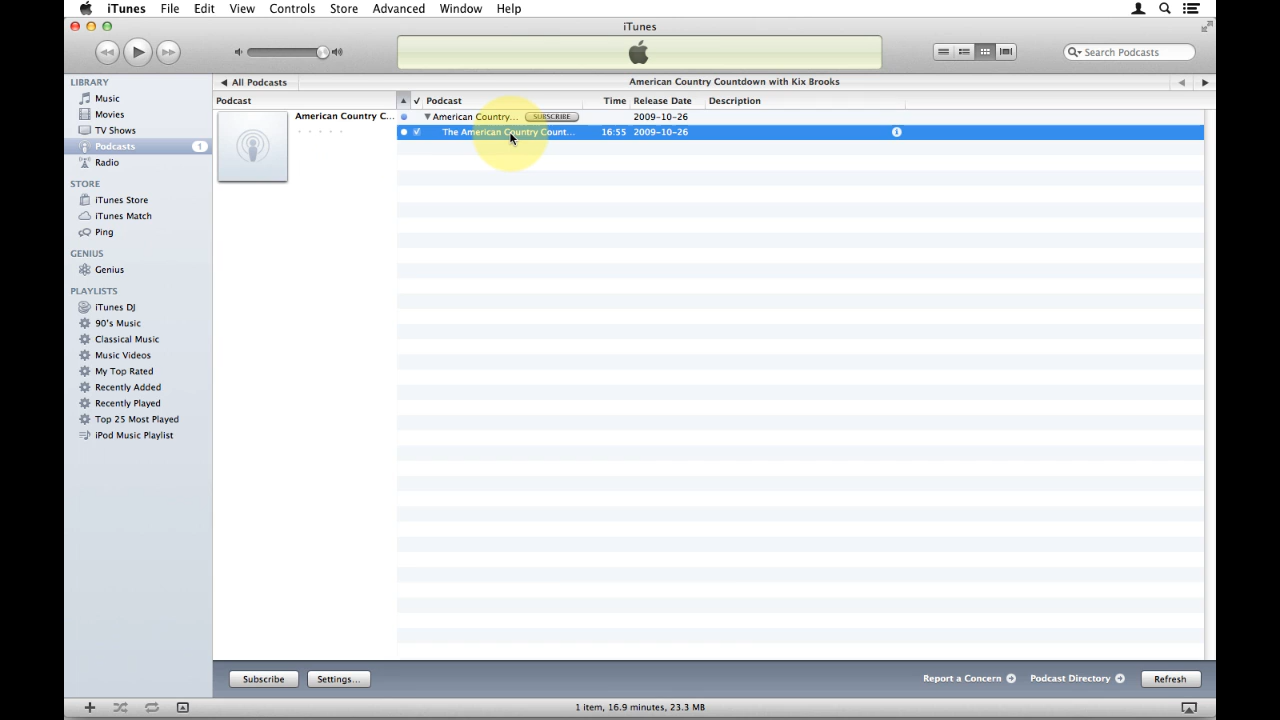 iTunes File Edit View Controls Store Advanced Window Help
iTunes
Search Podcasts
LIBRARY
Music
Movies
TV Shows
Podcasts 1
Radio
STORE
iTunes Store
iTunes Match
Ping
GENIUS
Genius
PLAYLISTS
iTunes DJ
90's Music
Classical Music
Music Videos
My Top Rated
Recently Added
Recently Played
Top 25 Most Played
iPod Music Playlist
All Podcasts American Country Countdown with Kix Brooks
Podcast Podcast Time Release Date Description
American Country C... American Country... SUBSCRIBE 2009-10-26
The American Country Count... 16:55 2009-10-26
Subscribe Settings... Report a Concern Podcast Directory Refresh
1 item, 16.9 minutes, 23.3 MB